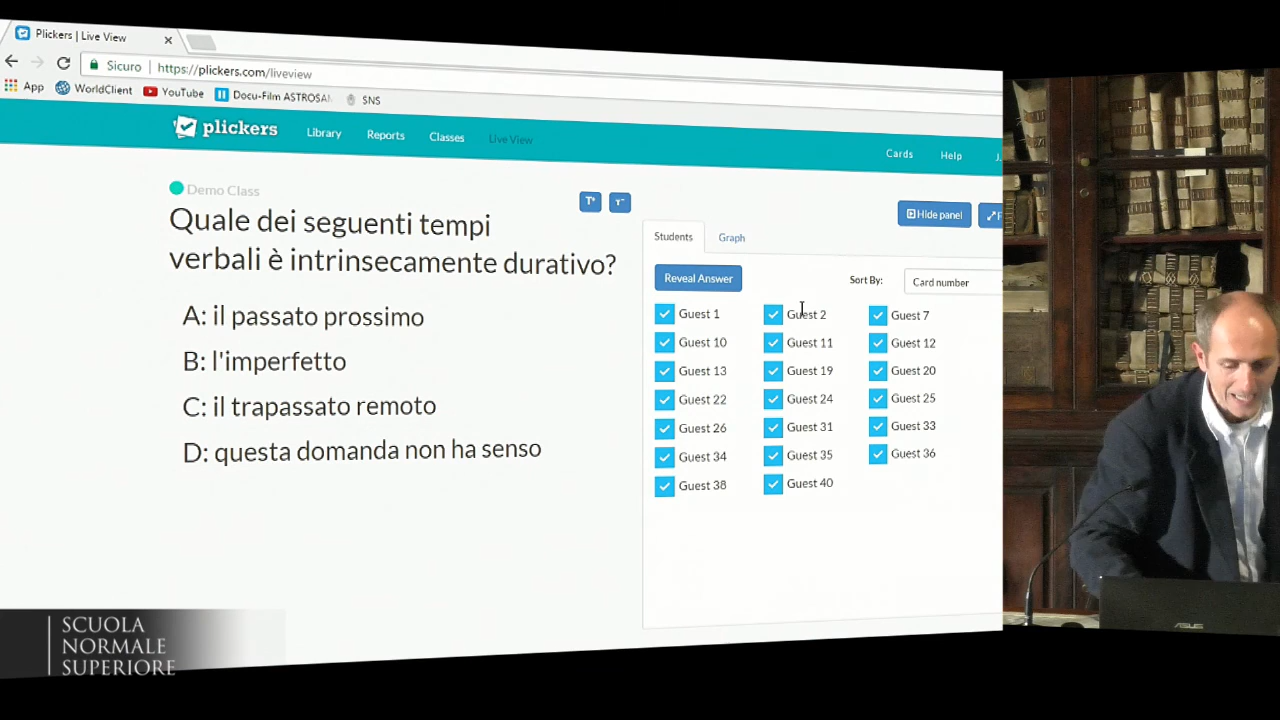 Plickers | Live View
Sicuro
https://plickers.com/liveview
App
WorldClient
YouTube
Docu-Film ASTROSAM
SNS
plickers
Library
Reports
Classes
Live View
Cards
Help
J.
Demo Class
Quale dei seguenti tempi
verbali è intrinsecamente durativo?
A: il passato prossimo
B: l'imperfetto
C: il trapassato remoto
D: questa domanda non ha senso
T+
T-
Hide panel
F
Students
Graph
Reveal Answer
Sort By:
Card number
Guest 1
Guest 2
Guest 7
Guest 10
Guest 11
Guest 12
Guest 13
Guest 19
Guest 20
Guest 22
Guest 24
Guest 25
Guest 26
Guest 31
Guest 33
Guest 34
Guest 35
Guest 36
Guest 38
Guest 40
SCUOLA
NORMALE
SUPERIORE
ASUS